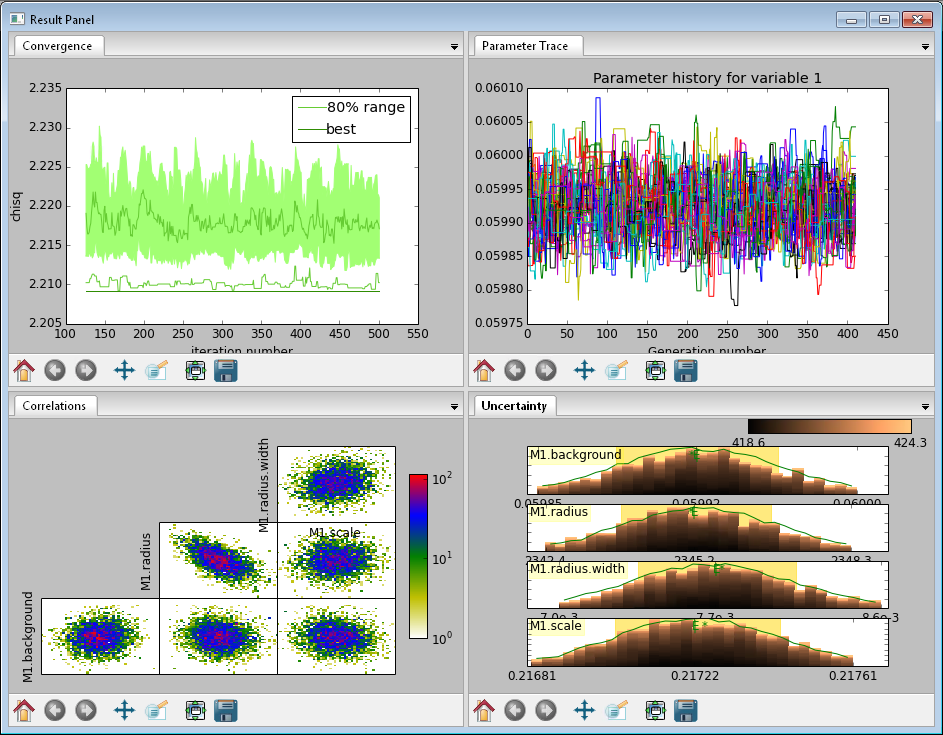 Result Panel
Convergence
2.235
2.230
2.225
2.220
2.215
2.210
2.205
chisq
80% range
best
100 150 200 250 300 350 400 450 500 550
iteration number
Parameter Trace
Parameter history for variable 1
0.06010
0.06005
0.06000
0.05995
0.05990
0.05985
0.05980
0.05975
0 50 100 150 200 250 300 350 400 450
Generation number
Correlations
M1.radius.width
M1.scale
M1.radius
M1.background
10²
10¹
10⁰
Uncertainty
418.6 424.3
M1.background
0.05985 0.05992 0.06000
M1.radius
2342.4 2345.2 2348.3
M1.radius.width
7.0e-3 7.7e-3 8.6e-3
M1.scale
0.21681 0.21722 0.21761